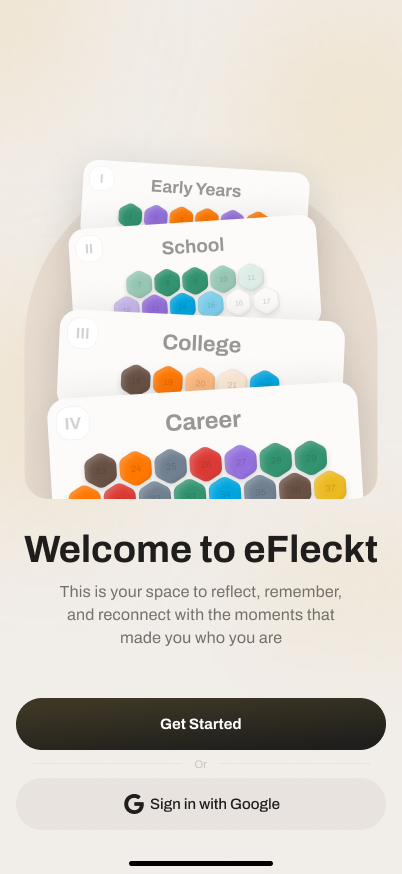 I
Early Years
II
School
7
10
11
16
16
17
III
College
19
20
21
IV
Career
23
24
25
26
27
28
29
34
35
37
Welcome to eFleckt
This is your space to reflect, remember,
and reconnect with the moments that
made you who you are
Get Started
Or
Sign in with Google